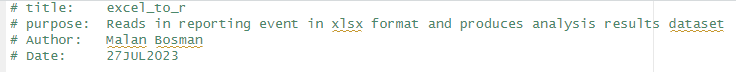 # title:   excel_to_r
# purpose:  Reads in reporting event in xlsx format and produces analysis results dataset
# Author:   Malan Bosman
# Date:     27JUL2023